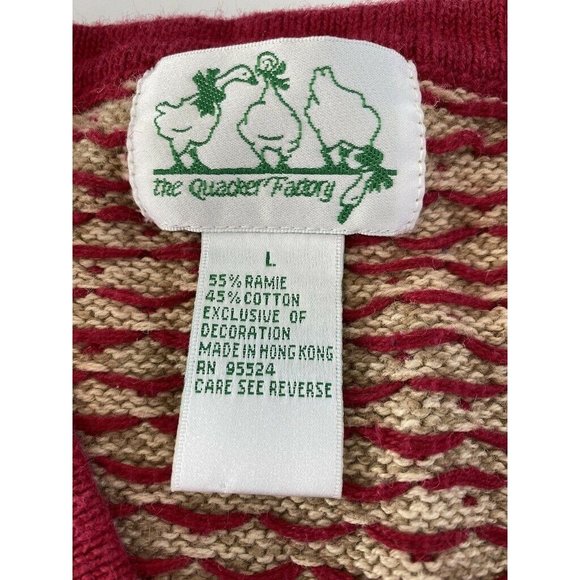 the Quacker Factory
L
55% RAMIE
45% COTTON
EXCLUSIVE OF
DECORATION
MADE IN HONG KONG
RN 95524
CARE SEE REVERSE